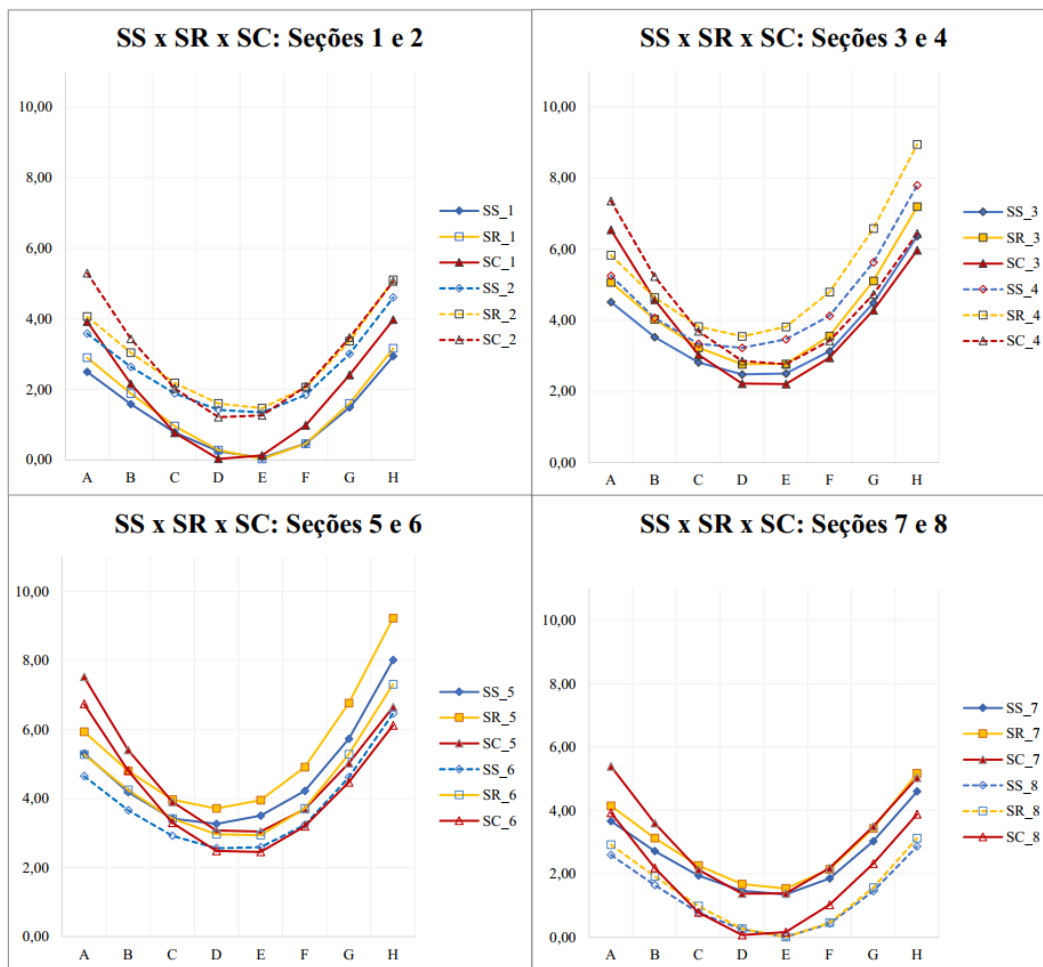 SS x SR x SC: Seções 1 e 2
10,00
8,00
6,00
4,00
2,00
0,00
A B C D E F G H
SS_1
SR_1
SC_1
SS_2
SR_2
SC_2
SS x SR x SC: Seções 3 e 4
10,00
8,00
6,00
4,00
2,00
0,00
A B C D E F G H
SS_3
SR_3
SC_3
SS_4
SR_4
SC_4
SS x SR x SC: Seções 5 e 6
10,00
8,00
6,00
4,00
2,00
0,00
A B C D E F G H
SS_5
SR_5
SC_5
SS_6
SR_6
SC_6
SS x SR x SC: Seções 7 e 8
10,00
8,00
6,00
4,00
2,00
0,00
A B C D E F G H
SS_7
SR_7
SC_7
SS_8
SR_8
SC_8